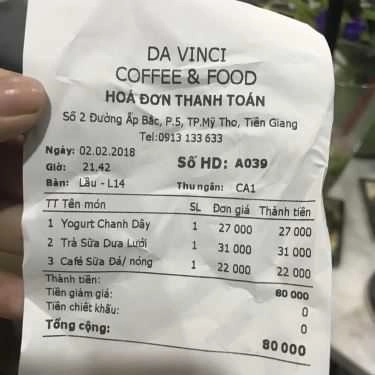 DA VINCI
COFFEE & FOOD
HOÁ ĐƠN THANH TOÁN
Số 2 Đường Ấp Bắc, P.5, TP.Mỹ Tho, Tiền Giang
Tel:0913 133 633
Ngày: 02.02.2018
Giờ: 21.42 Số HD: A039
Bàn: Lầu - L14 Thu ngân: CA1
TT Tên món SL Đơn giá Thành tiền
1 Yogurt Chanh Dây 1 27 000 27 000
2 Trà Sữa Dưa Lưới 1 31 000 31 000
3 Café Sữa Đá/ nóng 1 22 000 22 000
Thành tiền: 80 000
Tiền giảm giá: 0
Tiền chiết khấu: 0
Tổng cộng: 80 000